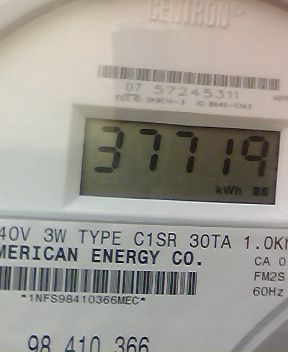 CENTRON®
07 57245311
37719
kWh
40V 3W TYPE C1SR 30TA 1.0Kh
MERICAN ENERGY CO.
CA 0
FM2S
60Hz
*1NFS98410366MEC*
98 410 366